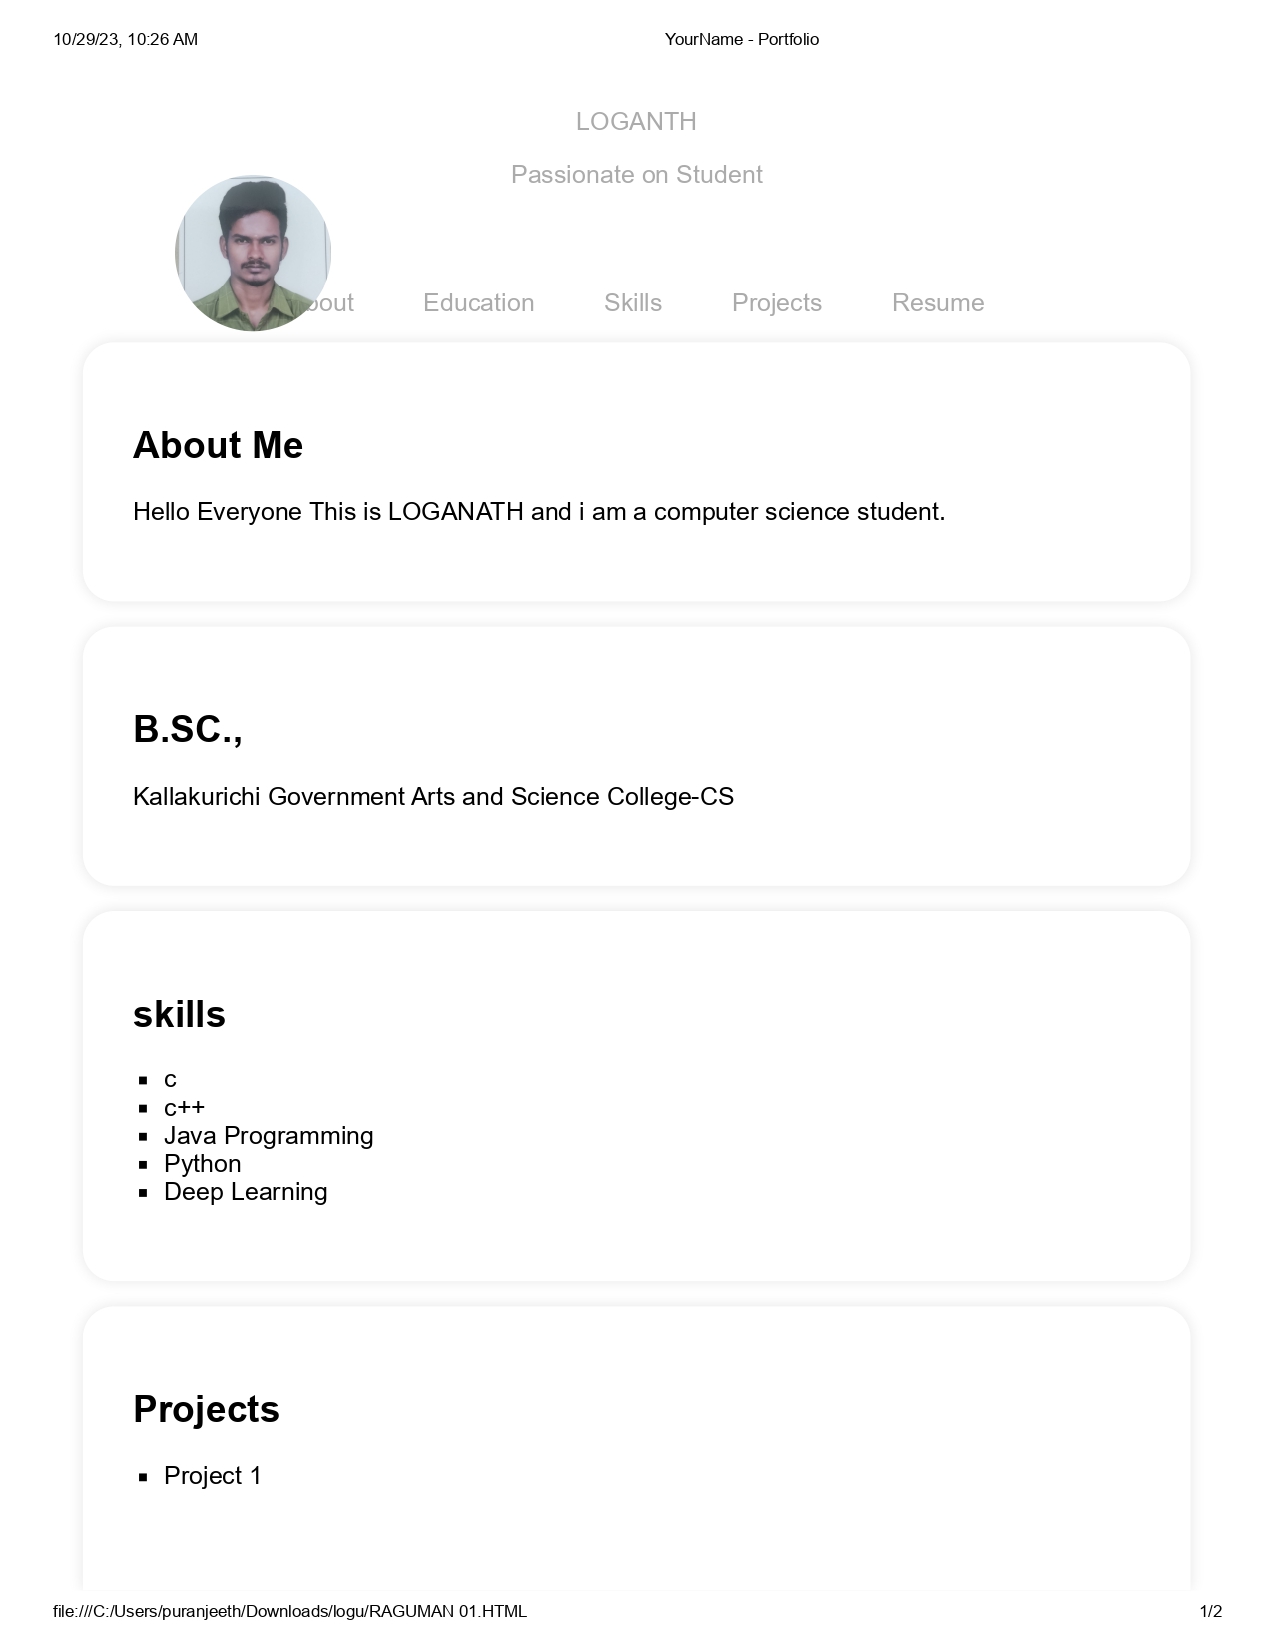 10/29/23, 10:26 AM
YourName - Portfolio
LOGANTH
Passionate on Student
bout Education Skills Projects Resume
About Me
Hello Everyone This is LOGANATH and i am a computer science student.
B.SC.,
Kallakurichi Government Arts and Science College-CS
skills
c
c++
Java Programming
Python
Deep Learning
Projects
Project 1
file:///C:/Users/puranjeeth/Downloads/logu/RAGUMAN 01.HTML
1/2